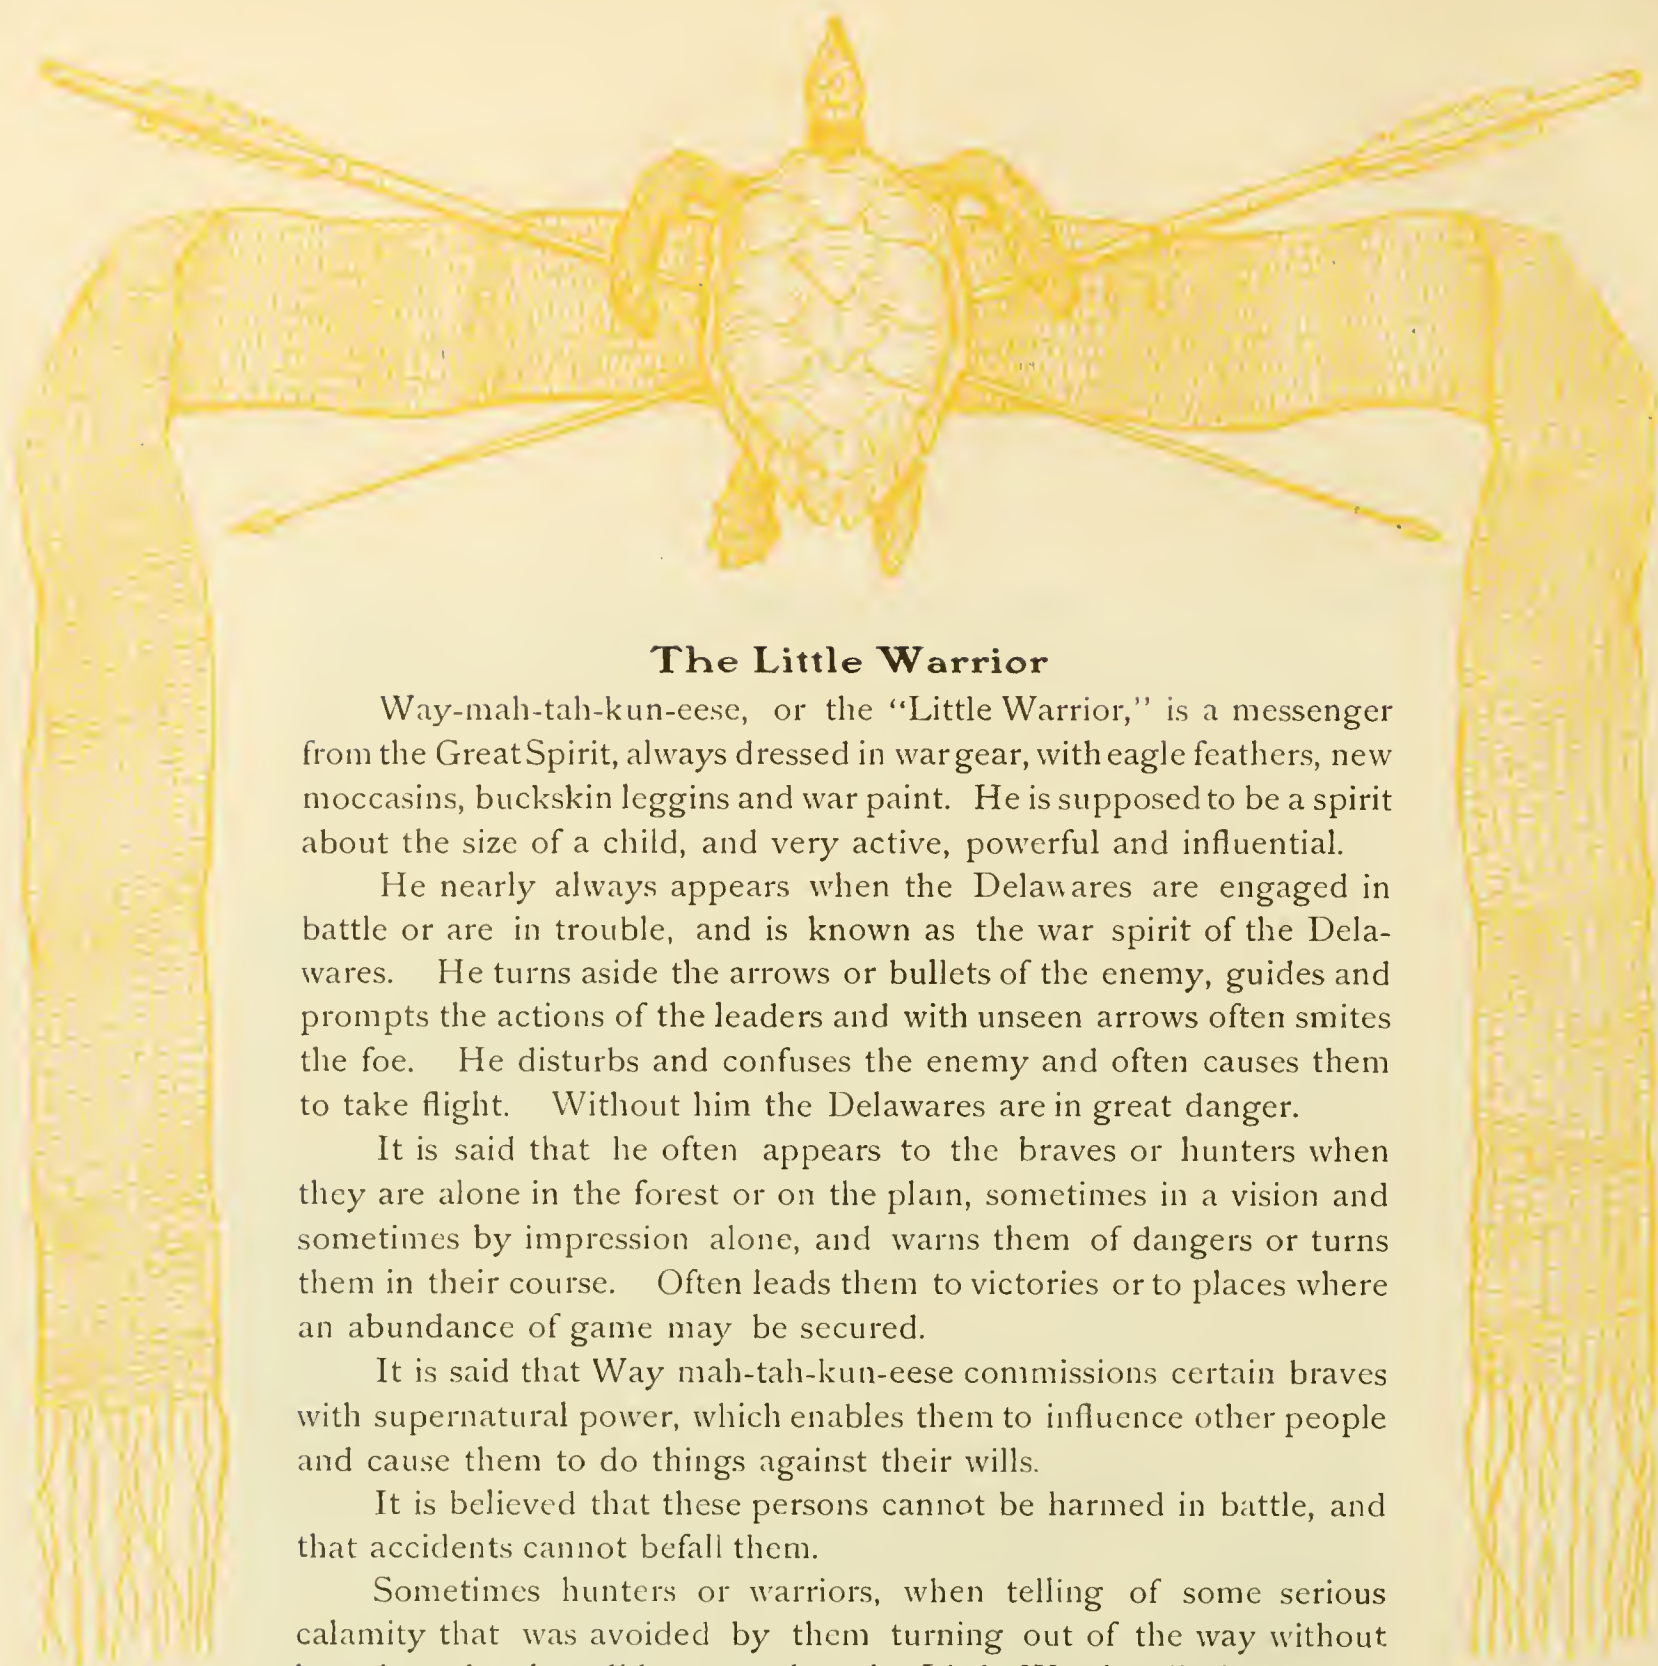 The Little Warrior
Way-mah-tah-kun-eese, or the “Little Warrior,” is a messenger
from the Great Spirit, always dressed in war gear, with eagle feathers, new
moccasins, buckskin leggins and war paint. He is supposed to be a spirit
about the size of a child, and very active, powerful and influential.
He nearly always appears when the Delawares are engaged in
battle or are in trouble, and is known as the war spirit of the Dela-
wares. He turns aside the arrows or bullets of the enemy, guides and
prompts the actions of the leaders and with unseen arrows often smites
the foe. He disturbs and confuses the enemy and often causes them
to take flight. Without him the Delawares are in great danger.
It is said that he often appears to the braves or hunters when
they are alone in the forest or on the plain, sometimes in a vision and
sometimes by impression alone, and warns them of dangers or turns
them in their course. Often leads them to victories or to places where
an abundance of game may be secured.
It is said that Way mah-tah-kun-eese commissions certain braves
with supernatural power, which enables them to influence other people
and cause them to do things against their wills.
It is believed that these persons cannot be harmed in battle, and
that accidents cannot befall them.
Sometimes hunters or warriors, when telling of some serious
calamity that was avoided by them turning out of the way without